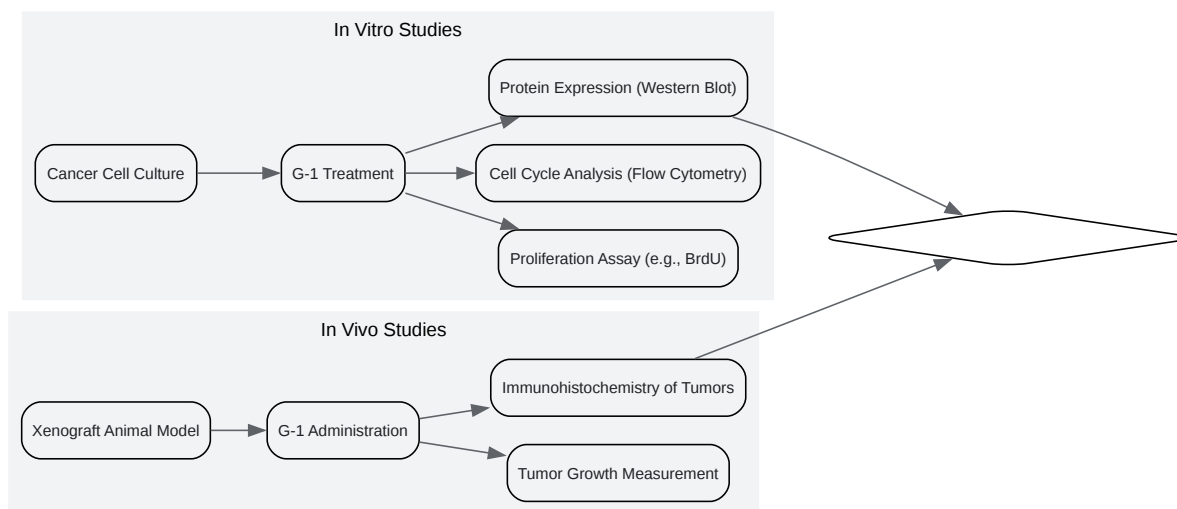 In Vitro Studies
Protein Expression (Western Blot)
Cancer Cell Culture
G-1 Treatment
Cell Cycle Analysis (Flow Cytometry)
Proliferation Assay (e.g., BrdU)
In Vivo Studies
Immunohistochemistry of Tumors
Xenograft Animal Model
G-1 Administration
Tumor Growth Measurement